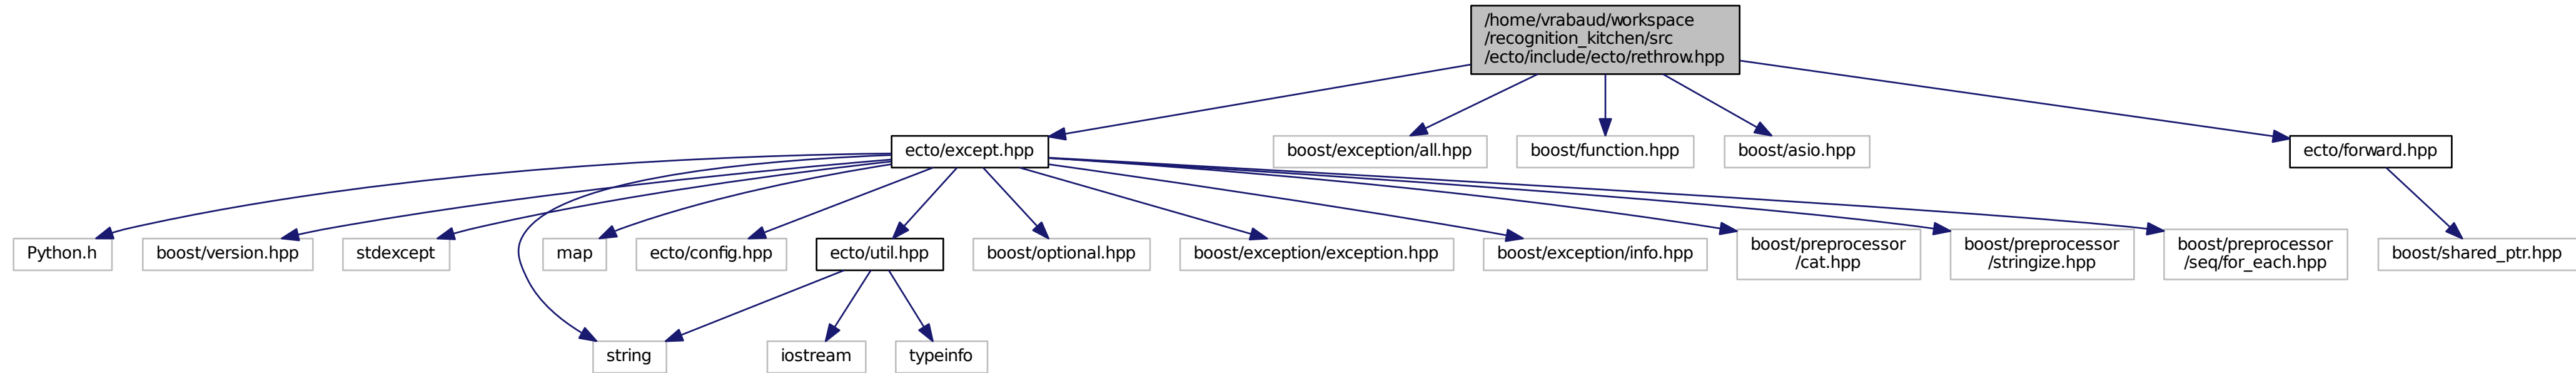 /home/vrabaud/workspace
/recognition_kitchen/src
/ecto/include/ecto/rethrow.hpp
ecto/except.hpp
boost/exception/all.hpp
boost/function.hpp
boost/asio.hpp
ecto/forward.hpp
Python.h
boost/version.hpp
stdexcept
map
ecto/config.hpp
ecto/util.hpp
boost/optional.hpp
boost/exception/exception.hpp
boost/exception/info.hpp
boost/preprocessor
/cat.hpp
boost/preprocessor
/stringize.hpp
boost/preprocessor
/seq/for_each.hpp
boost/shared_ptr.hpp
string
iostream
typeinfo